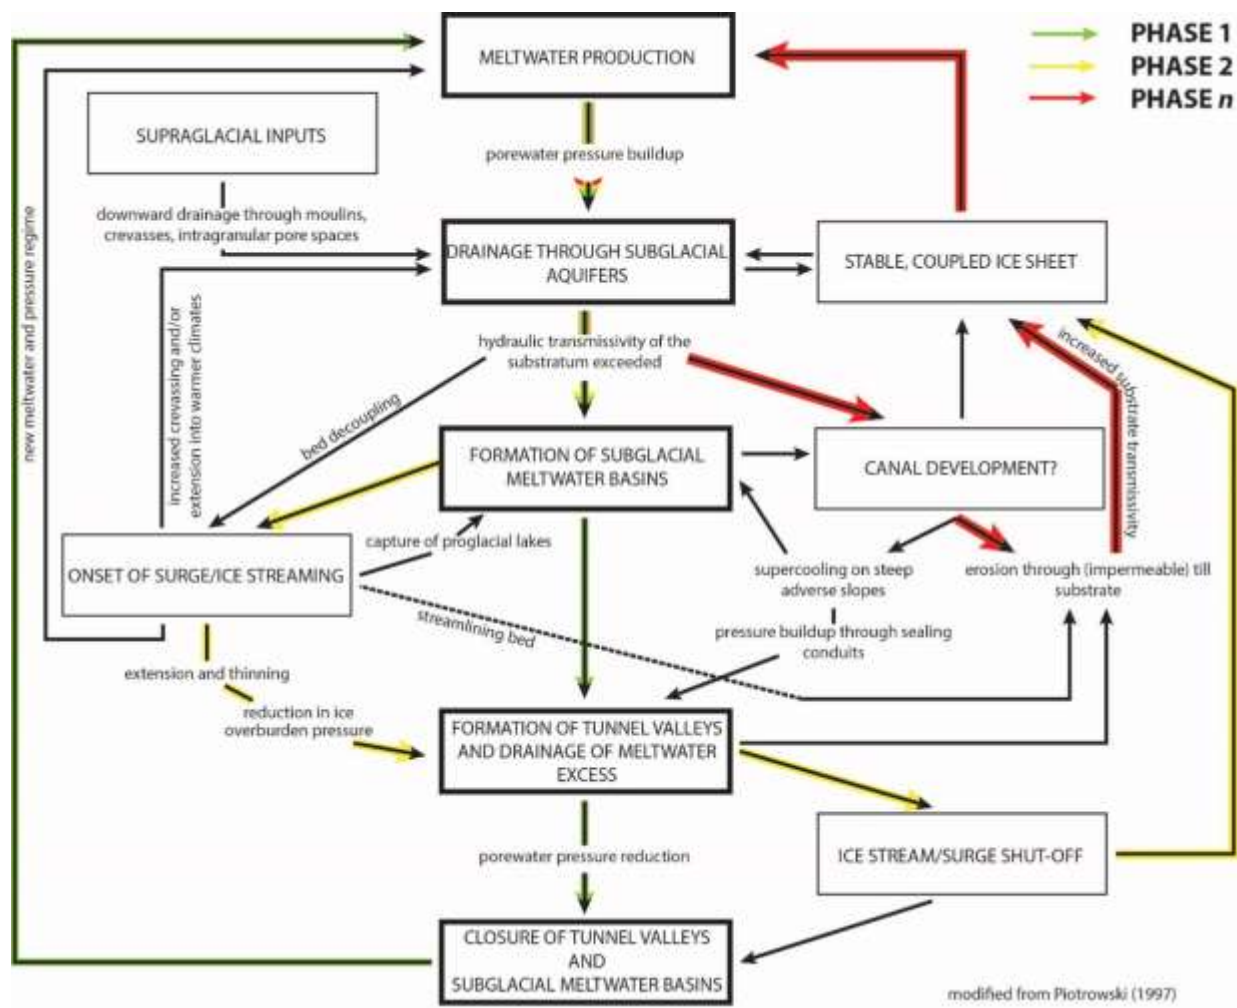 MELTWATER PRODUCTION
PHASE 1
PHASE 2
PHASE n
SUPRAGLACIAL INPUTS
porewater pressure buildup
downward drainage through moulins,
crevasses, intragranular pore spaces
new meltwater and pressure regime
DRAINAGE THROUGH SUBGLACIAL
AQUIFERS
STABLE, COUPLED ICE SHEET
increased crevassing and/or
extension into warmer climates
hydraulic transmissivity of the
substratum exceeded
increased substrate transmissivity
bed decoupling
FORMATION OF SUBGLACIAL
MELTWATER BASINS
CANAL DEVELOPMENT?
capture of proglacial lakes
ONSET OF SURGE/ICE STREAMING
supercooling on steep
adverse slopes
erosion through (impermeable) till
substrate
streamlining bed
pressure buildup through sealing
conduits
extension and thinning
reduction in ice
overburden pressure
FORMATION OF TUNNEL VALLEYS
AND DRAINAGE OF MELTWATER
EXCESS
porewater pressure reduction
ICE STREAM/SURGE SHUT-OFF
CLOSURE OF TUNNEL VALLEYS
AND
SUBGLACIAL MELTWATER BASINS
modified from Piotrowski (1997)